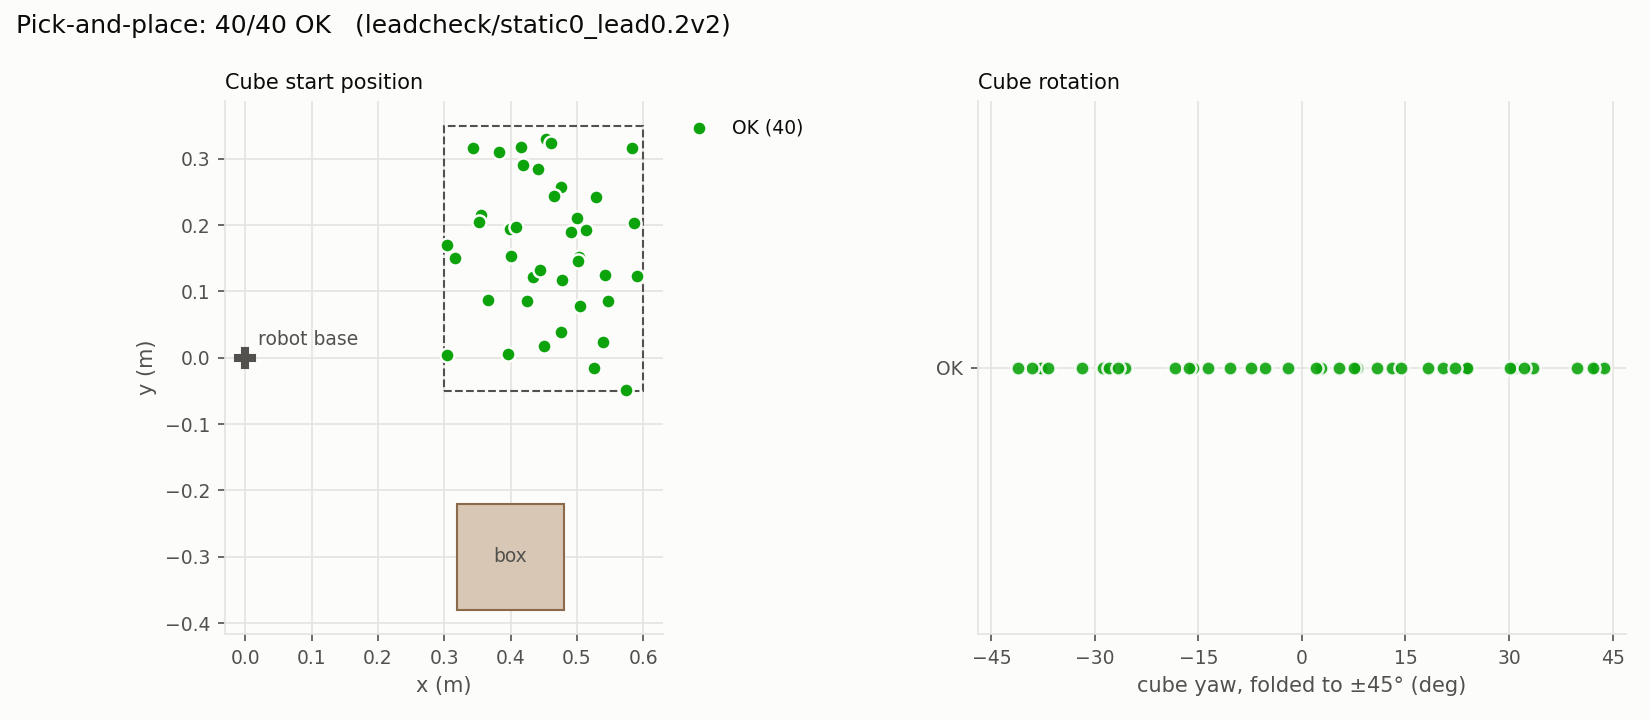 Pick-and-place: 40/40 OK   (leadcheck/static0_lead0.2v2)
Cube start position
OK (40)
robot base
box
y (m)
0.3
0.2
0.1
0.0
−0.1
−0.2
−0.3
−0.4
0.0 0.1 0.2 0.3 0.4 0.5 0.6
x (m)
Cube rotation
OK
−45 −30 −15 0 15 30 45
cube yaw, folded to ±45° (deg)